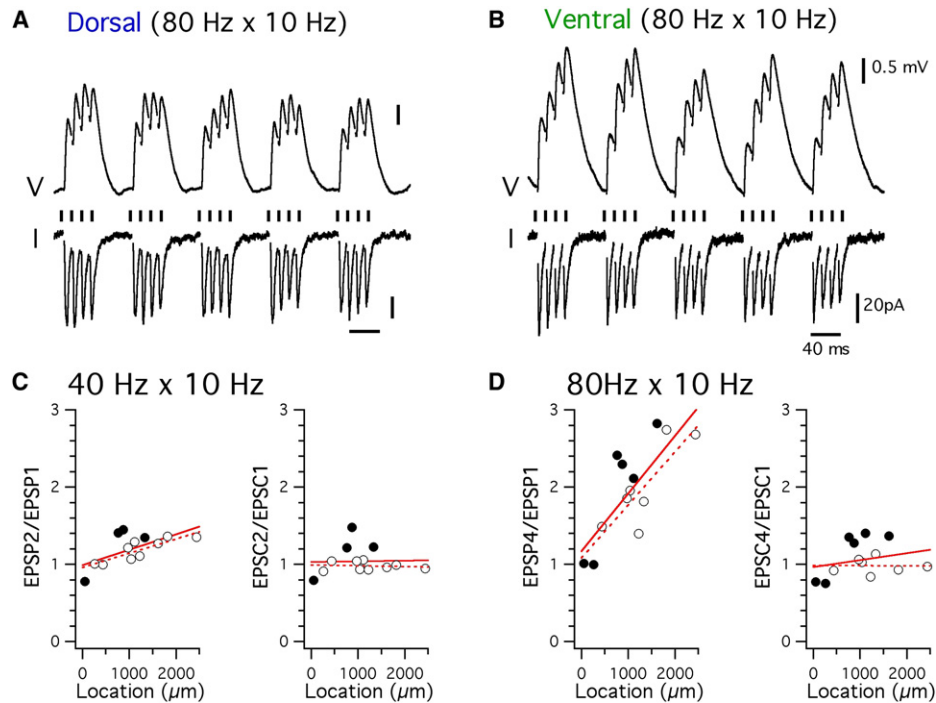 A Dorsal (80 Hz x 10 Hz)
B Ventral (80 Hz x 10 Hz)
0.5 mV
V
V
I
I
20pA
40 ms
C 40 Hz x 10 Hz
D 80Hz x 10 Hz
EPSP2/EPSP1
3
2
1
0
0 1000 2000
Location (µm)
EPSC2/EPSC1
3
2
1
0
0 1000 2000
Location (µm)
EPSP4/EPSP1
3
2
1
0
0 1000 2000
Location (µm)
EPSC4/EPSC1
3
2
1
0
0 1000 2000
Location (µm)